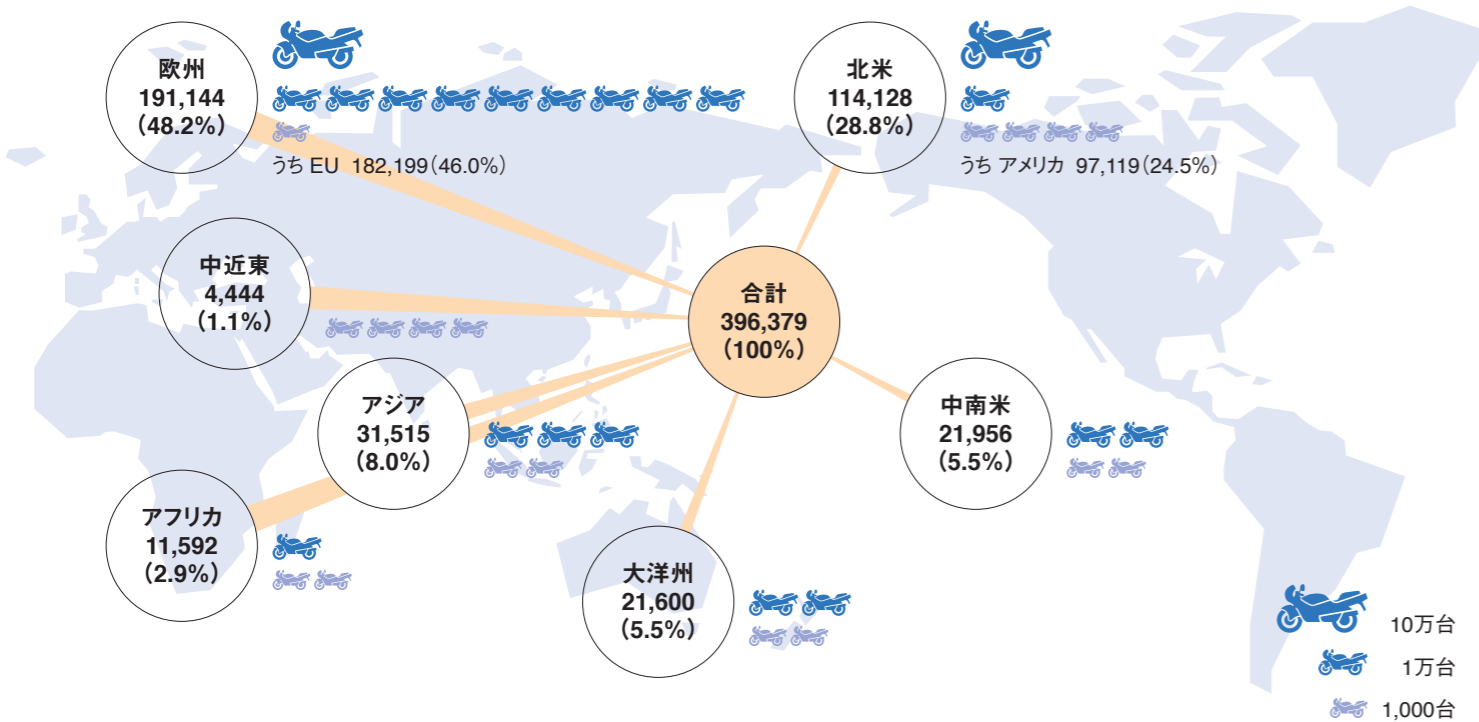 欧州
191,144
(48.2%)
うち EU 182,199(46.0%)
北米
114,128
(28.8%)
うち アメリカ 97,119(24.5%)
中近東
4,444
(1.1%)
合計
396,379
(100%)
アジア
31,515
(8.0%)
中南米
21,956
(5.5%)
アフリカ
11,592
(2.9%)
大洋州
21,600
(5.5%)
10万台
1万台
1,000台